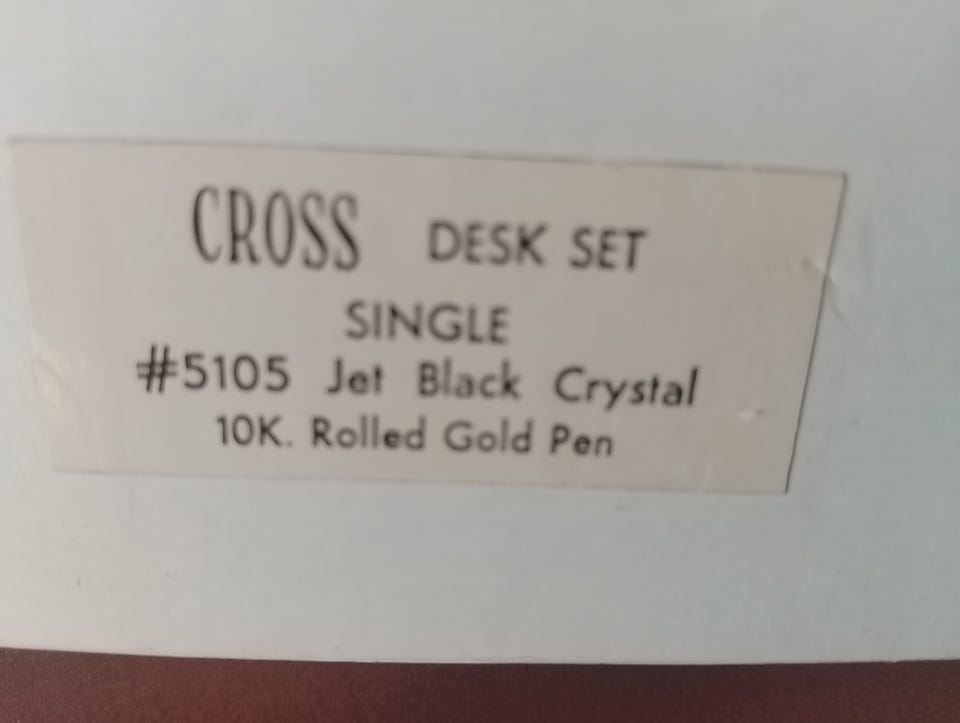 CROSS DESK SET
SINGLE
#5105 Jet Black Crystal
10K. Rolled Gold Pen